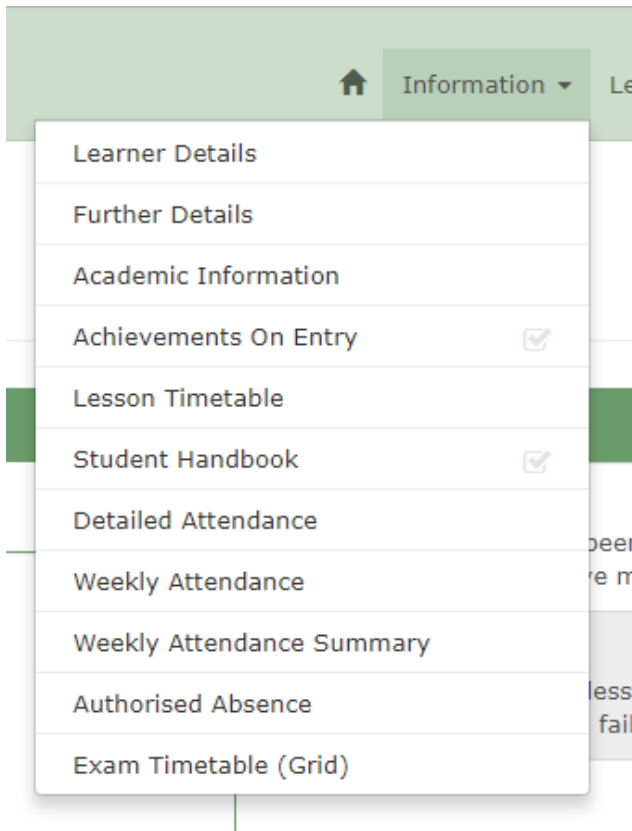 Information
Learner Details
Further Details
Academic Information
Achievements On Entry
Lesson Timetable
Student Handbook
Detailed Attendance
Weekly Attendance
Weekly Attendance Summary
Authorised Absence
Exam Timetable (Grid)